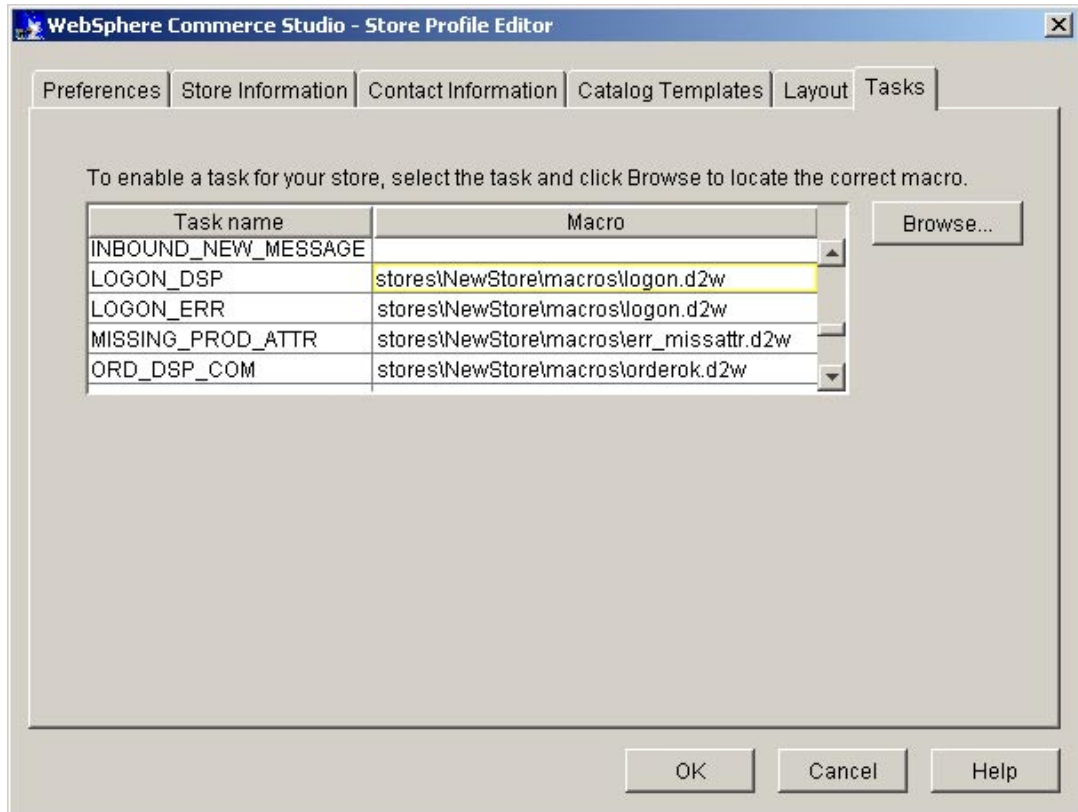 WebSphere Commerce Studio - Store Profile Editor
Preferences Store Information Contact Information Catalog Templates Layout Tasks
To enable a task for your store, select the task and click Browse to locate the correct macro.
Task name Macro Browse...
INBOUND_NEW_MESSAGE
LOGON_DSP stores\NewStore\macros\logon.d2w
LOGON_ERR stores\NewStore\macros\logon.d2w
MISSING_PROD_ATTR stores\NewStore\macros\err_missattr.d2w
ORD_DSP_COM stores\NewStore\macros\orderok.d2w
OK Cancel Help